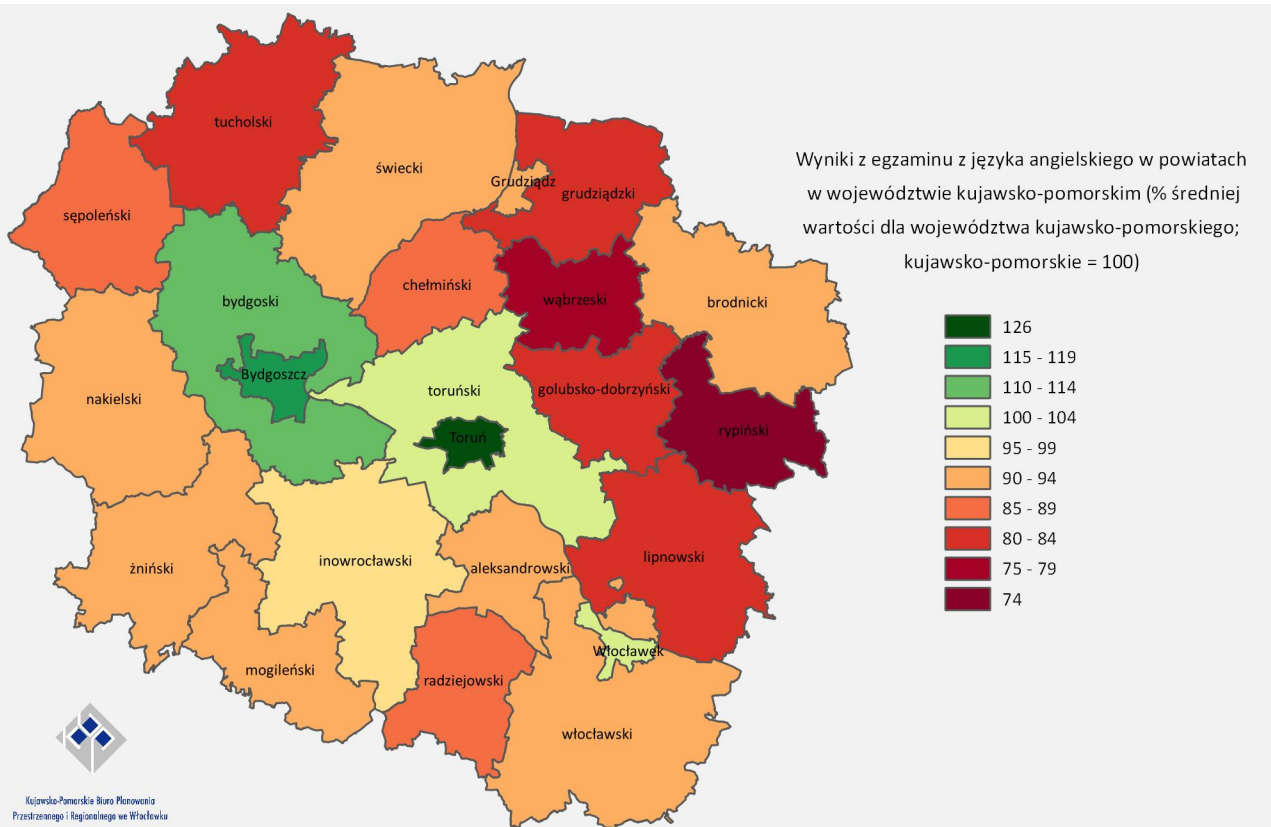 tucholski
świecki
Grudziądz
grudziądzki
sępoleński
chełmiński
wąbrzeski
brodnicki
bydgoski
Bydgoszcz
nakielski
toruński
golubsko-dobrzyński
Toruń
rypiński
żniński
inowrocławski
aleksandrowski
lipnowski
mogileński
radziejowski
Włocławek
włocławski
Wyniki z egzaminu z języka angielskiego w powiatach
w województwie kujawsko-pomorskim (% średniej
wartości dla województwa kujawsko-pomorskiego;
kujawsko-pomorskie = 100)
126
115 - 119
110 - 114
100 - 104
95 - 99
90 - 94
85 - 89
80 - 84
75 - 79
74
Kujawsko-Pomorskie Biuro Planowania
Przestrzennego i Regionalnego we Włocławku